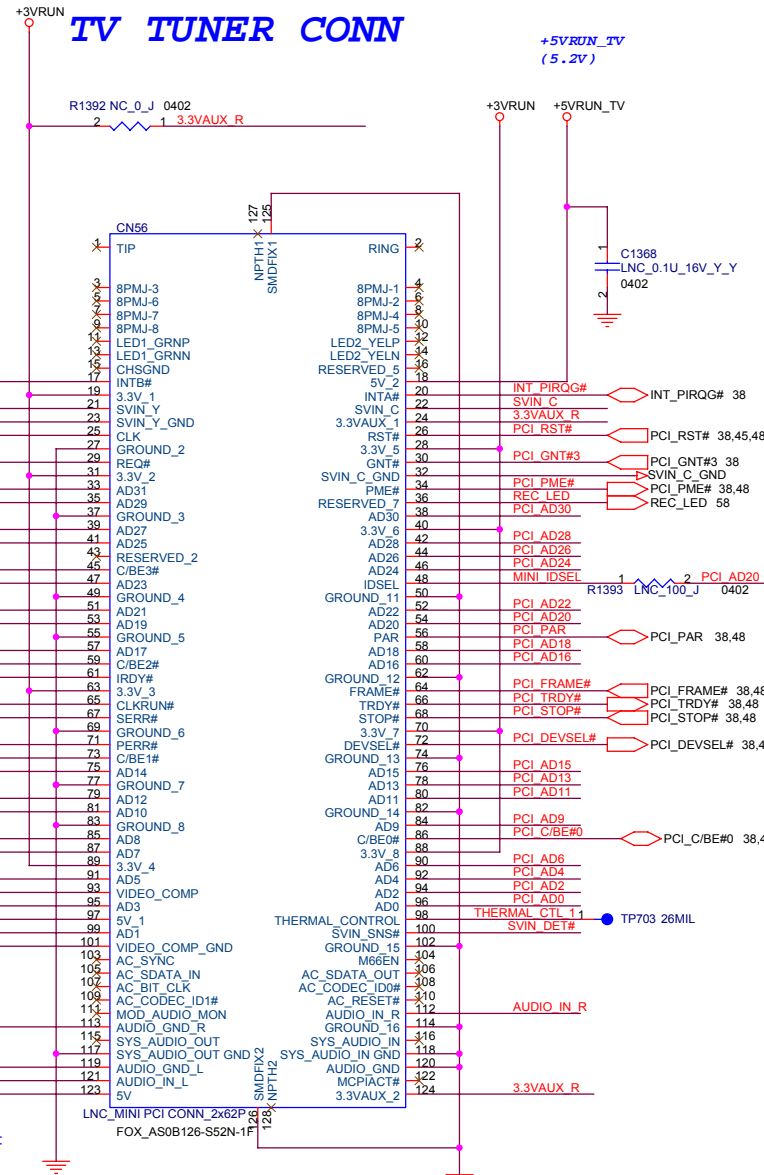 +3VRUN
TV TUNER CONN
+5VRUN_TV
(5.2V)
R1392 NC_0_J 0402
2 1 3.3VAUX_R
+3VRUN +5VRUN_TV
127 125
CN56
NPTH1 SMDFIX1
1
C1368
LNC_0.1U_16V_Y_Y
0402
2
1 TIP RING 2
3 8PMJ-3 8PMJ-1 4
5 8PMJ-6 8PMJ-2 6
7 8PMJ-7 8PMJ-4 8
9 8PMJ-8 8PMJ-5 10
11 LED1_GRNP LED2_YELP 12
13 LED1_GRNN LED2_YELN 14
15 CHSGND RESERVED_5 16
17 INTB# 5V_2 18
19 3.3V_1 INTA# 20 INT_PIRQG# INT_PIRQG# 38
21 SVIN_Y SVIN_C 22 SVIN_C
23 SVIN_Y_GND 3.3VAUX_1 24 3.3VAUX_R
25 CLK RST# 26 PCI_RST# PCI_RST# 38,45,48
27 GROUND_2 3.3V_5 28
29 REQ# GNT# 30 PCI_GNT#3 PCI_GNT#3 38
31 3.3V_2 SVIN_C_GND 32 SVIN_C_GND
33 AD31 PME# 34 PCI_PME# PCI_PME# 38,48
35 AD29 RESERVED_7 36 REC_LED REC_LED 58
37 GROUND_3 AD30 38 PCI_AD30
39 AD27 3.3V_6 40
41 AD25 AD28 42 PCI_AD28
43 RESERVED_2 AD26 44 PCI_AD26
45 C/BE3# AD24 46 PCI_AD24
47 AD23 IDSEL 48 MINI_IDSEL 1 2 PCI_AD20
R1393 LNC_100_J 0402
49 GROUND_4 GROUND_11 50
51 AD21 AD22 52 PCI_AD22
53 AD19 AD20 54 PCI_AD20
55 GROUND_5 PAR 56 PCI_PAR PCI_PAR 38,48
57 AD17 AD18 58 PCI_AD18
59 C/BE2# AD16 60 PCI_AD16
61 IRDY# GROUND_12 62
63 3.3V_3 FRAME# 64 PCI_FRAME# PCI_FRAME# 38,48
65 CLKRUN# TRDY# 66 PCI_TRDY# PCI_TRDY# 38,48
67 SERR# STOP# 68 PCI_STOP# PCI_STOP# 38,48
69 GROUND_6 3.3V_7 70
71 PERR# DEVSEL# 72 PCI_DEVSEL# PCI_DEVSEL# 38,4
73 C/BE1# GROUND_13 74
75 AD14 AD15 76 PCI_AD15
77 GROUND_7 AD13 78 PCI_AD13
79 AD12 AD11 80 PCI_AD11
81 AD10 GROUND_14 82
83 GROUND_8 AD9 84 PCI_AD9
85 AD8 C/BE0# 86 PCI_C/BE#0 PCI_C/BE#0 38,4
87 AD7 3.3V_8 88
89 3.3V_4 AD6 90 PCI_AD6
91 AD5 AD4 92 PCI_AD4
93 VIDEO_COMP AD2 94 PCI_AD2
95 AD3 AD0 96 PCI_AD0
97 5V_1 THERMAL_CONTROL 98 THERMAL_CTL_1 1 TP703 26MIL
99 AD1 SVIN_SNS# 100 SVIN_DET#
101 VIDEO_COMP_GND GROUND_15 102
103 AC_SYNC M66EN 104
105 AC_SDATA_IN AC_SDATA_OUT 106
107 AC_BIT_CLK AC_CODEC_ID0# 108
109 AC_CODEC_ID1# AC_RESET# 110
111 MOD_AUDIO_MON AUDIO_IN_R 112 AUDIO_IN_R
113 AUDIO_GND_R GROUND_16 114
115 SYS_AUDIO_OUT SYS_AUDIO_IN 116
117 SYS_AUDIO_OUT GND SYS_AUDIO_IN GND 118
119 AUDIO_GND_L AUDIO_GND 120
121 AUDIO_IN_L MCPIACT# 122
123 5V 3.3VAUX_2 124 3.3VAUX_R
SMDFIX2 NPTH2
126 128
LNC_MINI PCI CONN_2x62P
FOX_AS0B126-S52N-1F